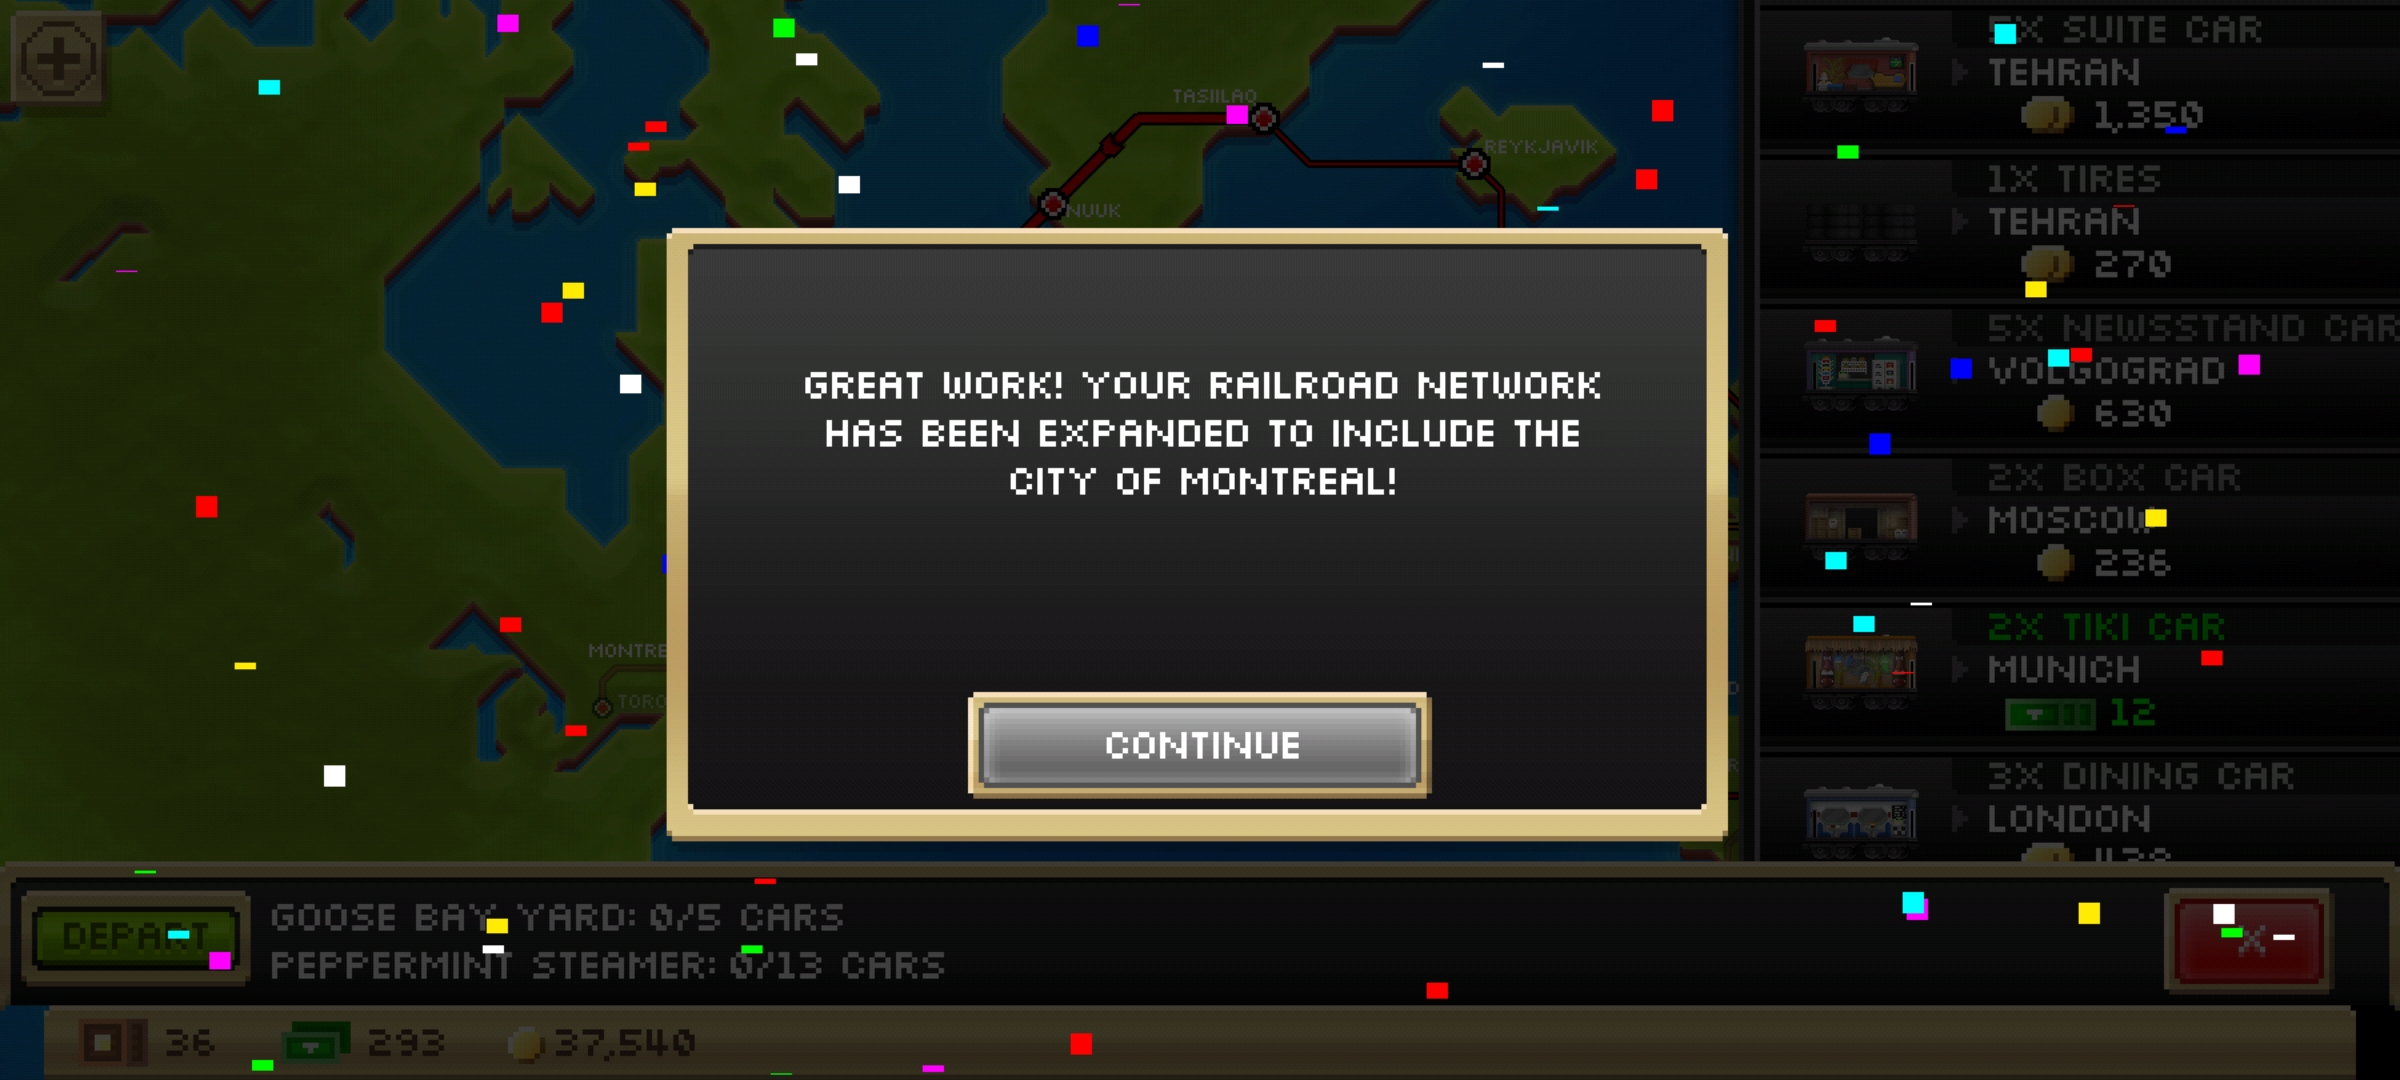 TASIILAQ
REYKJAVIK
NUUK
GREAT WORK! YOUR RAILROAD NETWORK
HAS BEEN EXPANDED TO INCLUDE THE
CITY OF MONTREAL!
CONTINUE
MONTRE
TORO
5X SUITE CAR
TEHRAN
1,350
1X TIRES
TEHRAN
270
5X NEWSSTAND CAR
VOLGOGRAD
630
2X BOX CAR
MOSCOW
236
2X TIKI CAR
MUNICH
12
3X DINING CAR
LONDON
DEPART
GOOSE BAY YARD: 0/5 CARS
PEPPERMINT STEAMER: 0/13 CARS
X
36
293
37,540